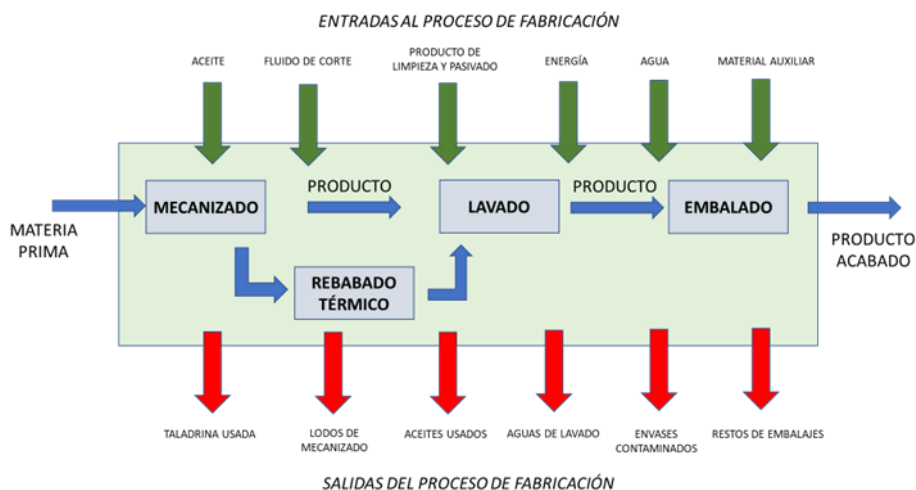 ENTRADAS AL PROCESO DE FABRICACIÓN
ACEITE
FLUIDO DE CORTE
PRODUCTO DE
LIMPIEZA Y PASIVADO
ENERGÍA
AGUA
MATERIAL AUXILIAR
MATERIA
PRIMA
MECANIZADO
PRODUCTO
LAVADO
PRODUCTO
EMBALADO
PRODUCTO
ACABADO
REBABADO
TÉRMICO
TALADRINA USADA
LODOS DE
MECANIZADO
ACEITES USADOS
AGUAS DE LAVADO
ENVASES
CONTAMINADOS
RESTOS DE EMBALAJES
SALIDAS DEL PROCESO DE FABRICACIÓN